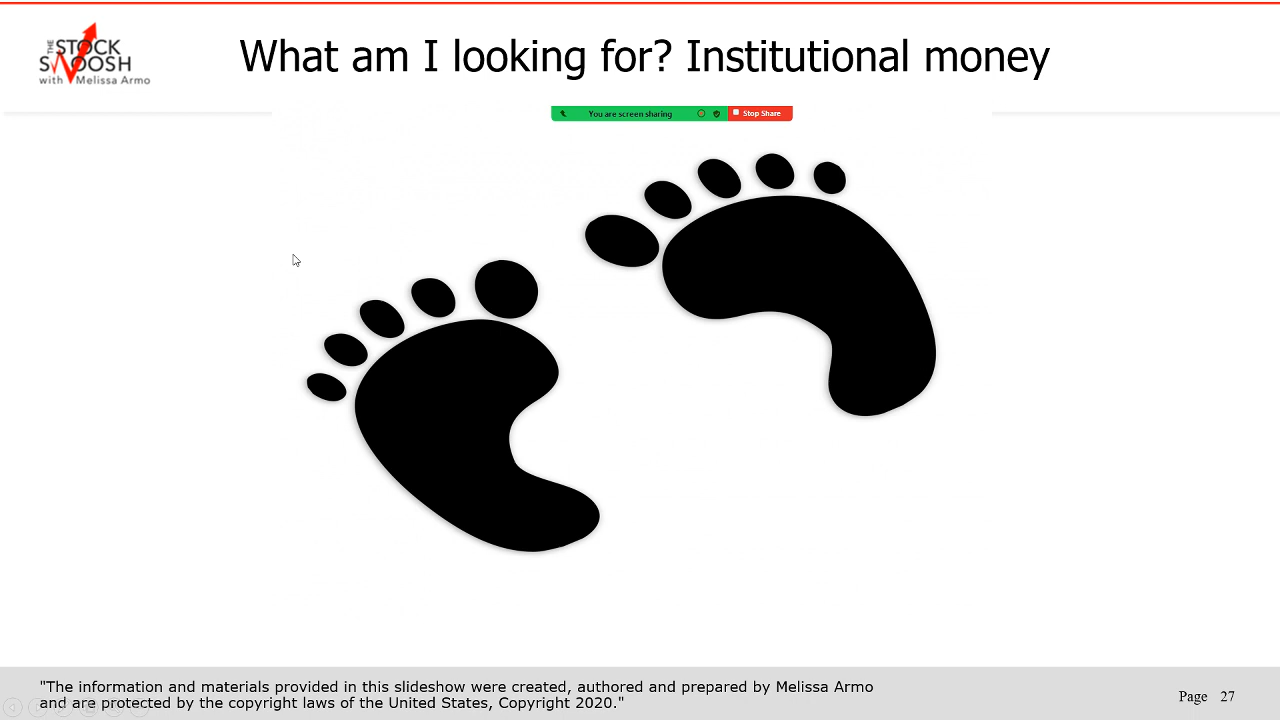 THE
STOCK
SWOOSH
with Melissa Armo
What am I looking for? Institutional money
You are screen sharing Stop Share
"The information and materials provided in this slideshow were created, authored and prepared by Melissa Armo
and are protected by the copyright laws of the United States, Copyright 2020."
Page 27